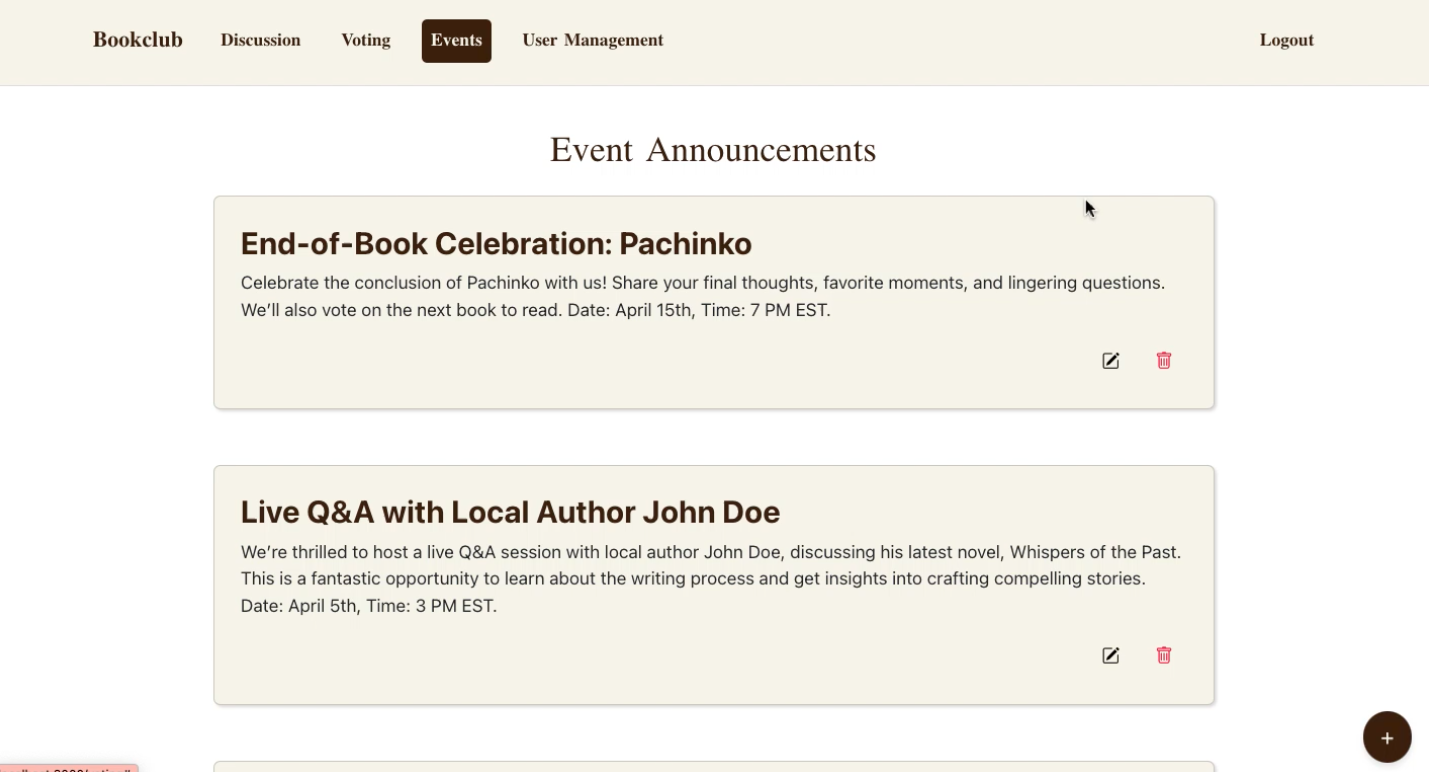 Bookclub Discussion Voting Events User Management Logout
Event Announcements
End-of-Book Celebration: Pachinko
Celebrate the conclusion of Pachinko with us! Share your final thoughts, favorite moments, and lingering questions.
We’ll also vote on the next book to read. Date: April 15th, Time: 7 PM EST.
Live Q&A with Local Author John Doe
We’re thrilled to host a live Q&A session with local author John Doe, discussing his latest novel, Whispers of the Past.
This is a fantastic opportunity to learn about the writing process and get insights into crafting compelling stories.
Date: April 5th, Time: 3 PM EST.
+